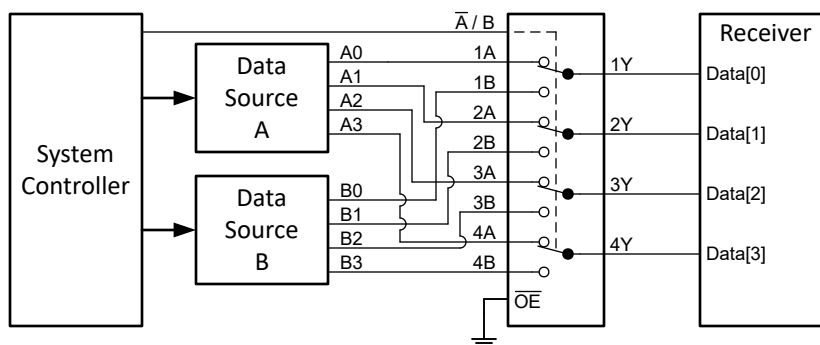 System
Controller
Data
Source
A
A0
A1
A2
A3
Data
Source
B
B0
B1
B2
B3
A̅ / B
1A
1B
2A
2B
3A
3B
4A
4B
O̅E̅
1Y
2Y
3Y
4Y
Receiver
Data[0]
Data[1]
Data[2]
Data[3]